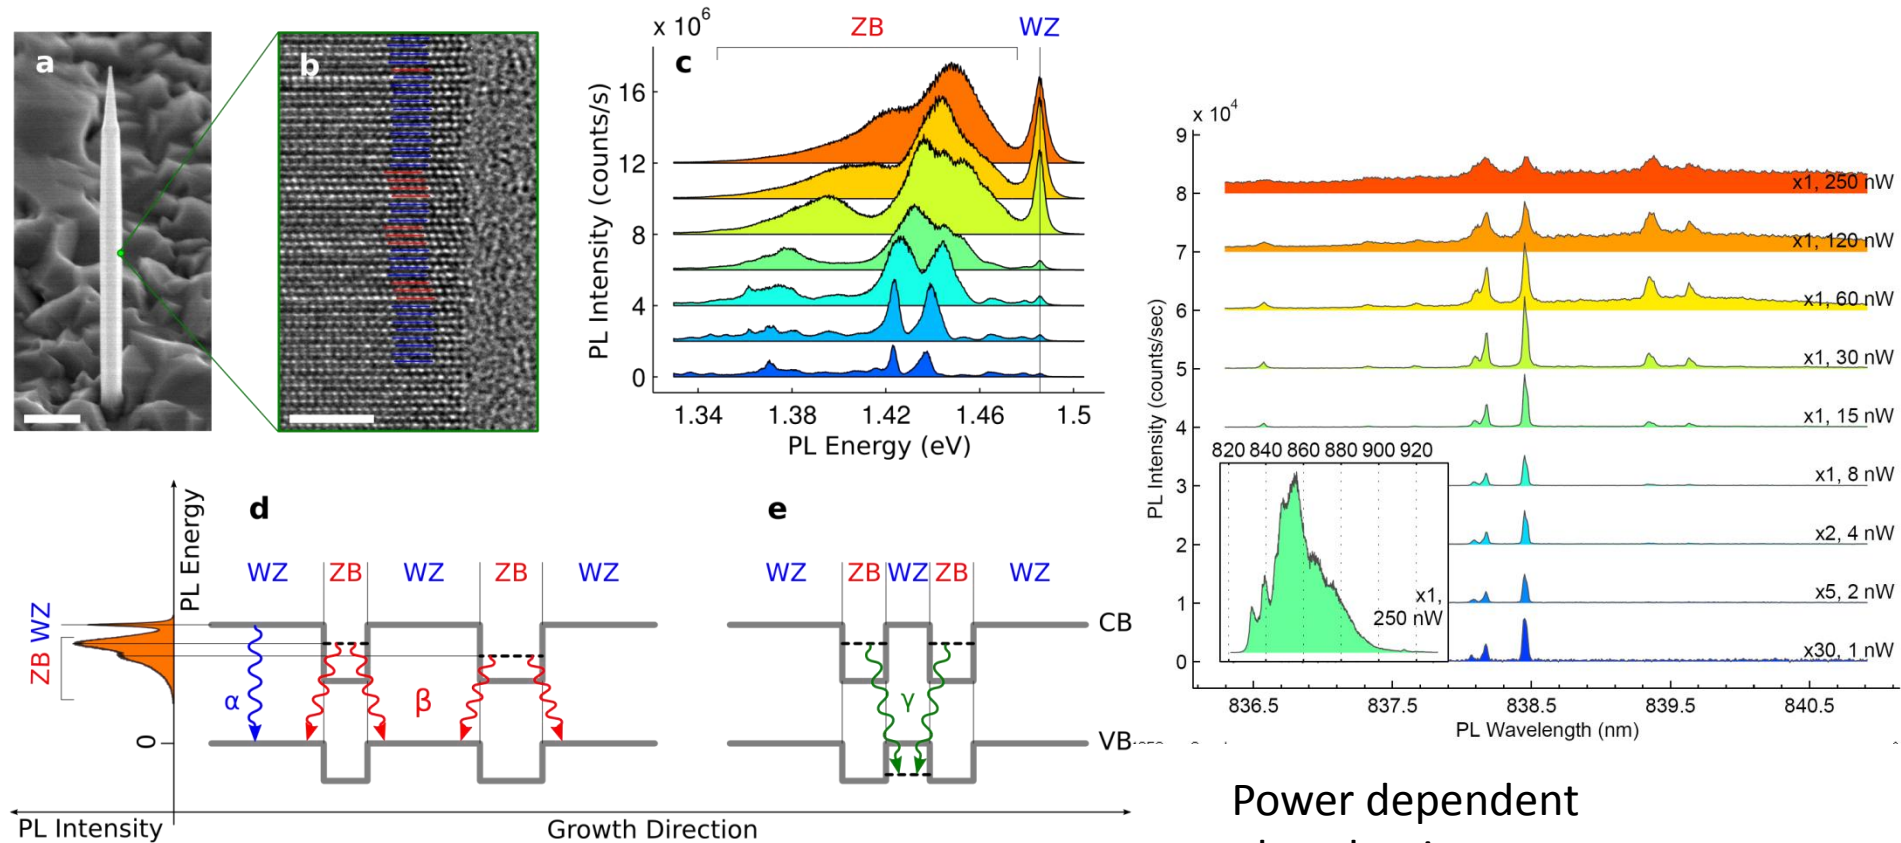 a
b
c
x 10⁶
ZB
WZ
PL Intensity (counts/s)
16
12
8
4
0
1.34 1.38 1.42 1.46 1.5
PL Energy (eV)
x 10⁴
9
8
7
6
5
4
3
2
1
0
PL Intensity (counts/sec)
x1, 250 nW
x1, 120 nW
x1, 60 nW
x1, 30 nW
x1, 15 nW
x1, 8 nW
x2, 4 nW
x5, 2 nW
x30, 1 nW
820 840 860 880 900 920
x1,
250 nW
836.5 837.5 838.5 839.5 840.5
PL Wavelength (nm)
d
PL Energy
WZ ZB WZ ZB WZ
ZB WZ
α
β
0
PL Intensity
Growth Direction
e
WZ ZB WZ ZB WZ
γ
CB
VB
Power dependent